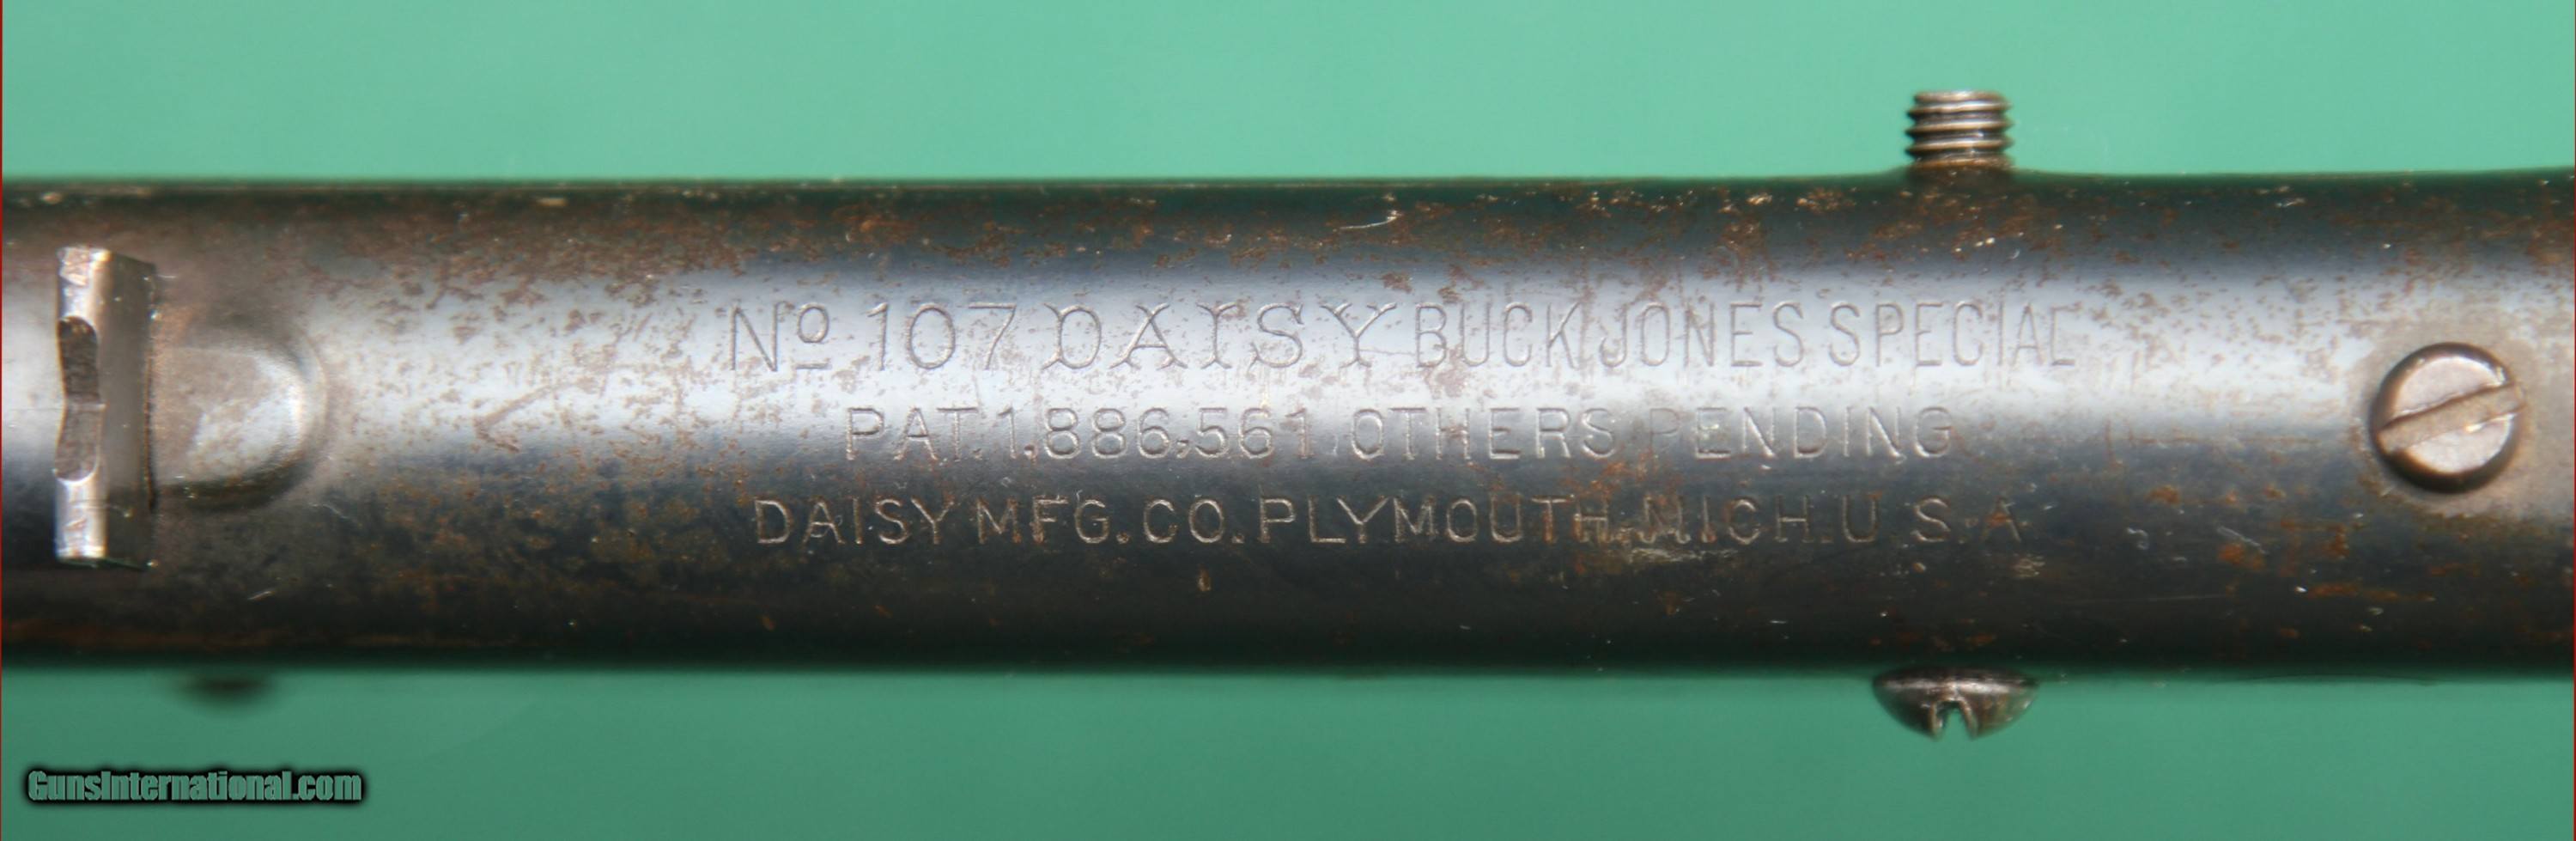 Nº 107 DAISY BUCK JONES SPECIAL
PAT. 1,886,561 OTHERS PENDING
DAISY MFG. CO. PLYMOUTH. MICH. U. S. A
GunsInternational.com